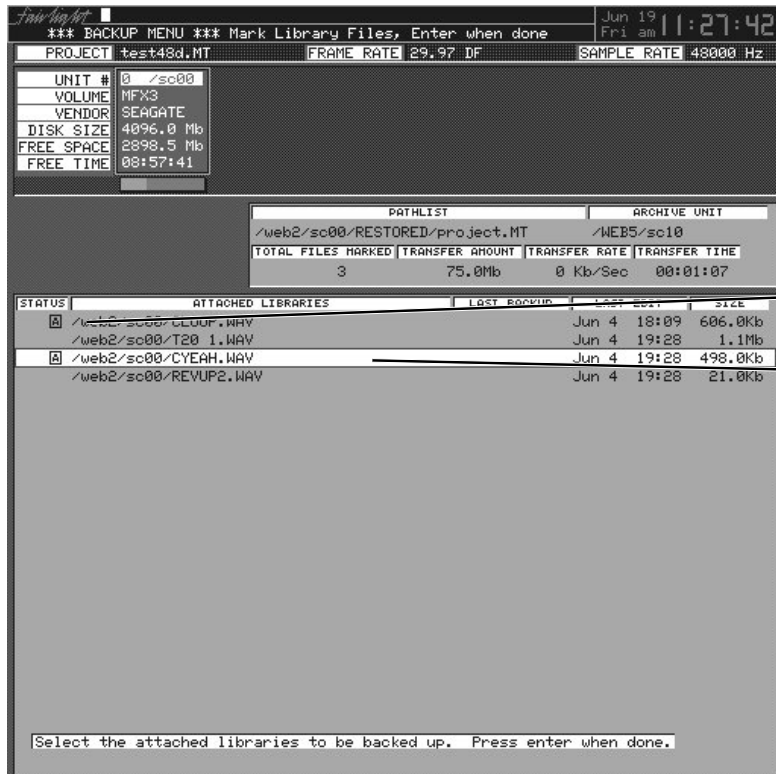 fairlight
*** BACKUP MENU *** Mark Library Files, Enter when done
Jun 19
Fri am
11:27:42
PROJECT test48d.MT FRAME RATE 29.97 DF SAMPLE RATE 48000 Hz
UNIT # 0 /sc00
VOLUME MFX3
VENDOR SEAGATE
DISK SIZE 4096.0 Mb
FREE SPACE 2898.5 Mb
FREE TIME 08:57:41
PATHLIST ARCHIVE UNIT
/web2/sc00/RESTORED/project.MT /WEB5/sc10
TOTAL FILES MARKED TRANSFER AMOUNT TRANSFER RATE TRANSFER TIME
3 75.0Mb 0 Kb/Sec 00:01:07
STATUS ATTACHED LIBRARIES LAST BACKUP LAST EDIT SIZE
A /web2/sc00/CLOOP.WAV Jun 4 18:09 606.0Kb
/web2/sc00/T20 1.WAV Jun 4 19:28 1.1Mb
A /web2/sc00/CYEAH.WAV Jun 4 19:28 498.0Kb
/web2/sc00/REVUP2.WAV Jun 4 19:28 21.0Kb
Select the attached libraries to be backed up. Press enter when done.